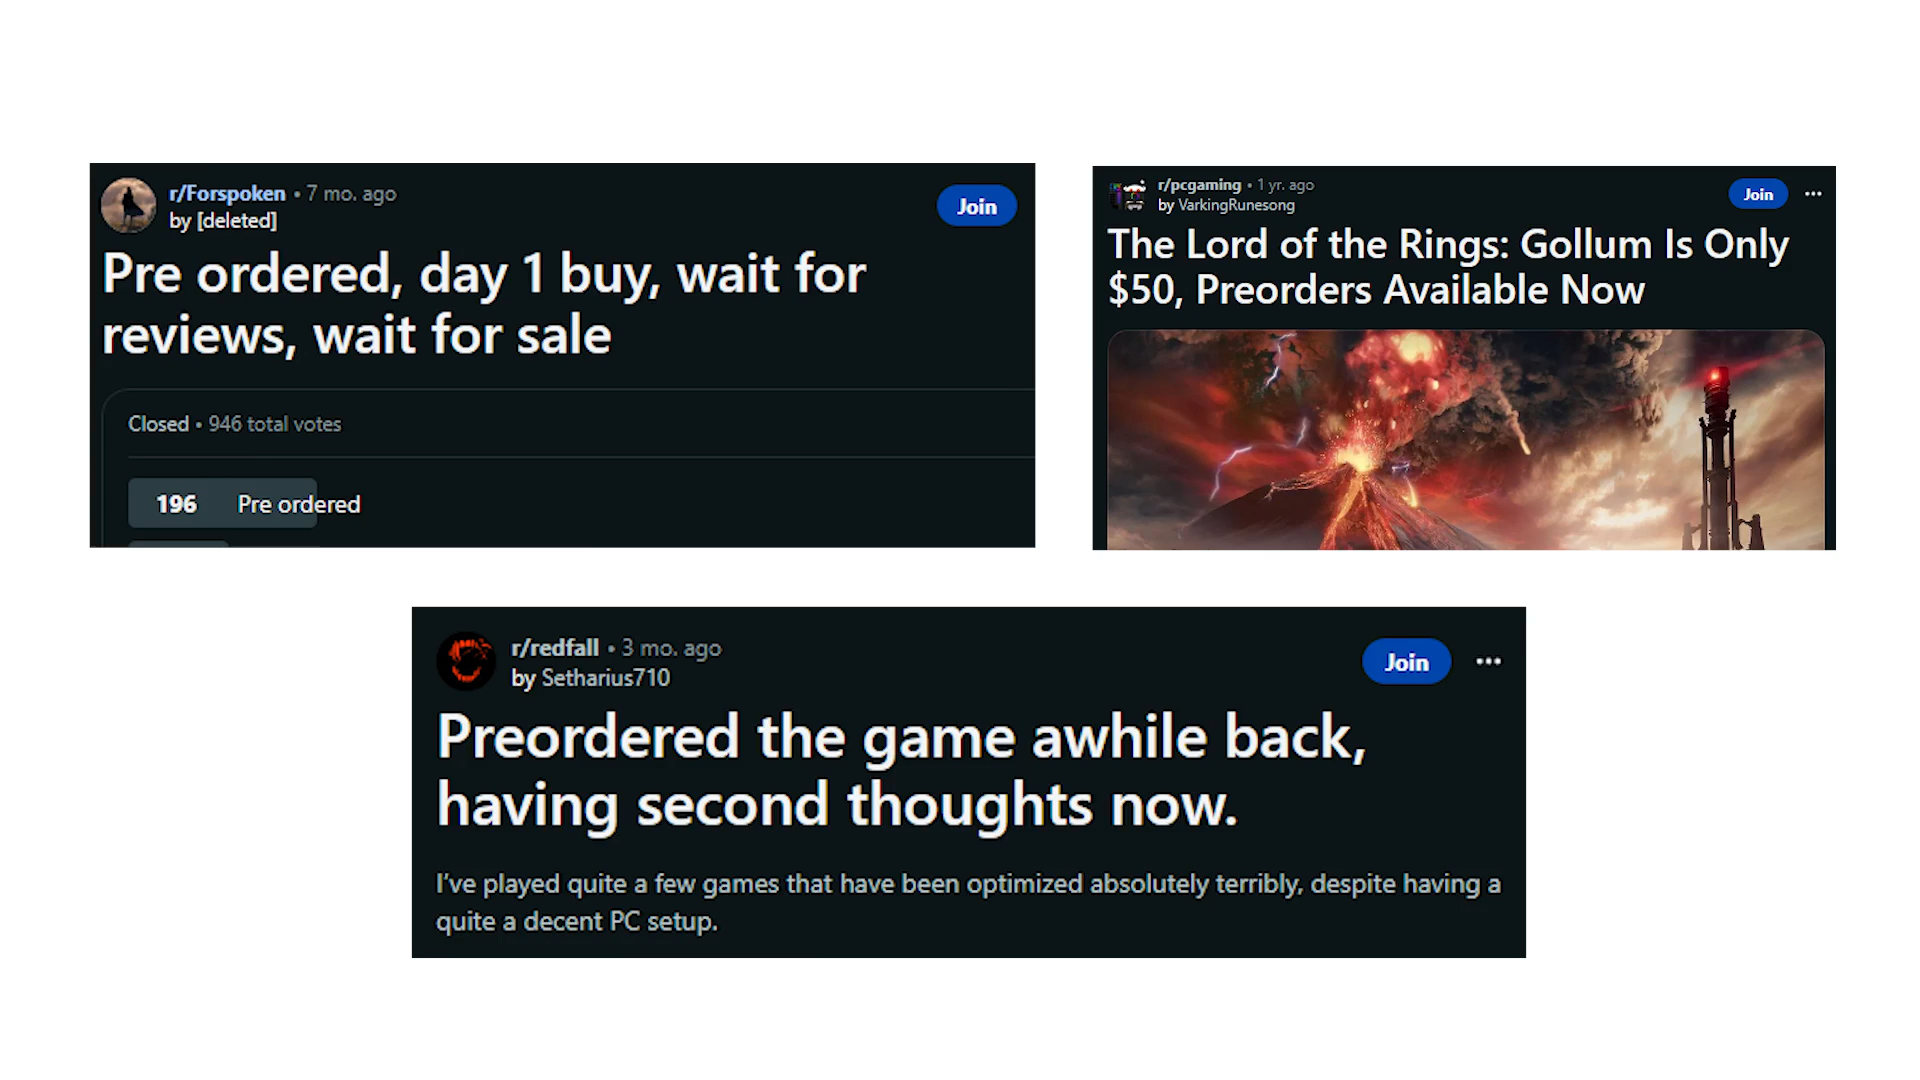 r/Forspoken • 7 mo. ago
by [deleted]
Join
Pre ordered, day 1 buy, wait for
reviews, wait for sale
Closed • 946 total votes
196 Pre ordered
r/pcgaming • 1 yr. ago
by VarkingRunesong
Join
The Lord of the Rings: Gollum Is Only
$50, Preorders Available Now
r/redfall • 3 mo. ago
by Setharius710
Join
Preordered the game awhile back,
having second thoughts now.
I've played quite a few games that have been optimized absolutely terribly, despite having a
quite a decent PC setup.